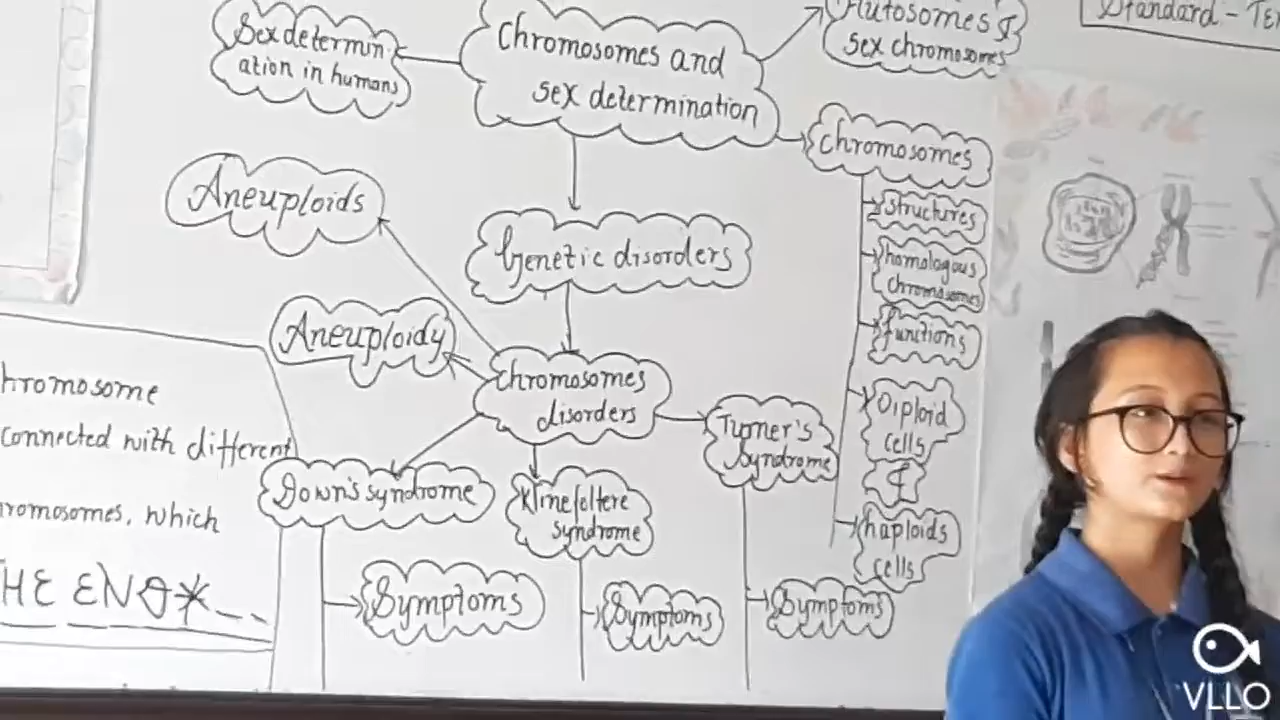 Standard - Te
Autosomes &
sex chromosomes
Sex determin
ation in humans
Chromosomes and
sex determination
Chromosomes
structures
homologous
chromosomes
functions
Diploid
cells
&
haploids
cells
Aneuploids
Genetic disorders
Aneuploidy
Chromosomes
disorders
Turner's
Syndrome
Down's syndrome
Klinefeltere
syndrome
Symptoms
Symptoms
Symptoms
hromosome
connected with different
romosomes, which
HE END
VLLO